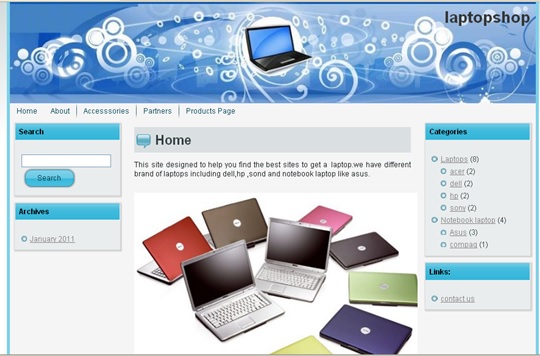 laptopshop
Home
About
Accesssories
Partners
Products Page
Search
Search
Archives
January 2011
Home
This site designed to help you find the best sites to get a laptop.we have different
brand of laptops including dell,hp ,sond and notebook laptop like asus.
Categories
Laptops (8)
acer (2)
dell (2)
hp (2)
sony (2)
Notebook laptop (4)
Asus (3)
compaq (1)
Links:
contact us